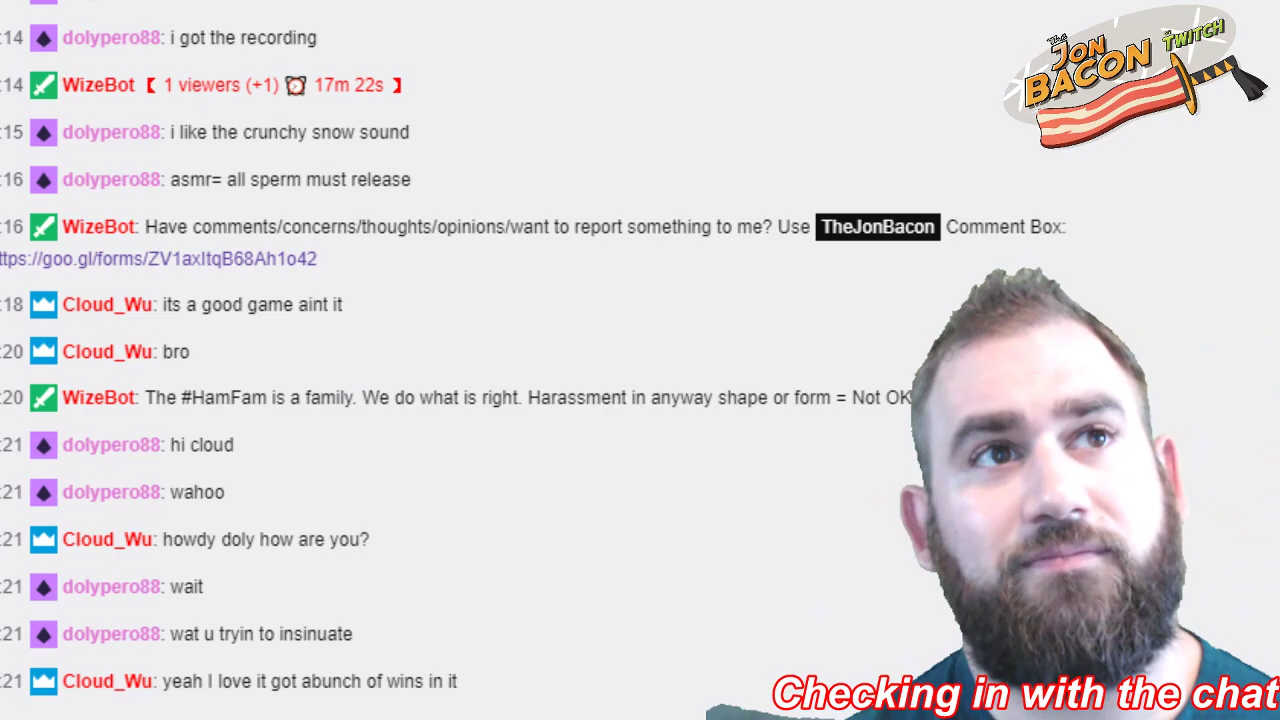 :14 dolypero88: i got the recording
:14 WizeBot 【 1 viewers (+1) ⏰ 17m 22s 】
:15 dolypero88: i like the crunchy snow sound
:16 dolypero88: asmr= all sperm must release
:16 WizeBot: Have comments/concerns/thoughts/opinions/want to report something to me? Use TheJonBacon Comment Box:
ttps://goo.gl/forms/ZV1axItqB68Ah1o42
:18 Cloud_Wu: its a good game aint it
:20 Cloud_Wu: bro
:20 WizeBot: The #HamFam is a family. We do what is right. Harassment in anyway shape or form = Not OK
:21 dolypero88: hi cloud
:21 dolypero88: wahoo
:21 Cloud_Wu: howdy doly how are you?
:21 dolypero88: wait
:21 dolypero88: wat u tryin to insinuate
:21 Cloud_Wu: yeah I love it got abunch of wins in it
The
JON
BACON
TWITCH
Checking in with the chat